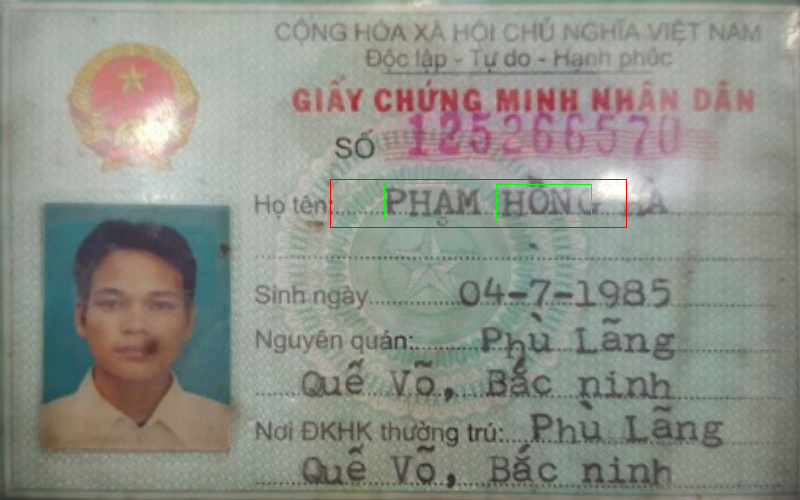 CỘNG HÒA XÃ HỘI CHỦ NGHĨA VIỆT NAM
Độc lập - Tự do - Hạnh phúc
GIẤY CHỨNG MINH NHÂN DÂN
SỐ 125266570
Họ tên: PHẠM HỒNG HÀ
Sinh ngày 04-7-1985
Nguyên quán: Phù Lãng
Quế Võ, Bắc ninh
Nơi ĐKHK thường trú: Phù Lãng
Quế Võ, Bắc ninh